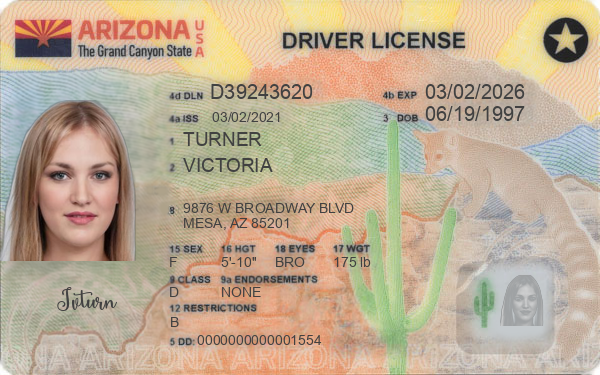 ARIZONA USA
The Grand Canyon State
DRIVER LICENSE
4d DLN D39243620
4b EXP 03/02/2026
4a ISS 03/02/2021
3 DOB 06/19/1997
1 TURNER
2 VICTORIA
8 9876 W BROADWAY BLVD
MESA, AZ 85201
15 SEX 16 HGT 18 EYES 17 WGT
F 5'-10" BRO 175 lb
9 CLASS 9a ENDORSEMENTS
D NONE
12 RESTRICTIONS
B
Jvturn
5 DD: 0000000000001554
ARIZONA ARIZONA ARIZONA ARIZONA